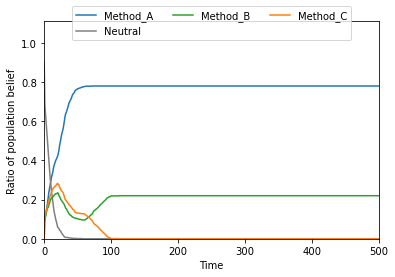 Method_A Method_B Method_C
Neutral
1.0
0.8
0.6
0.4
0.2
0.0
Ratio of population belief
0 100 200 300 400 500
Time